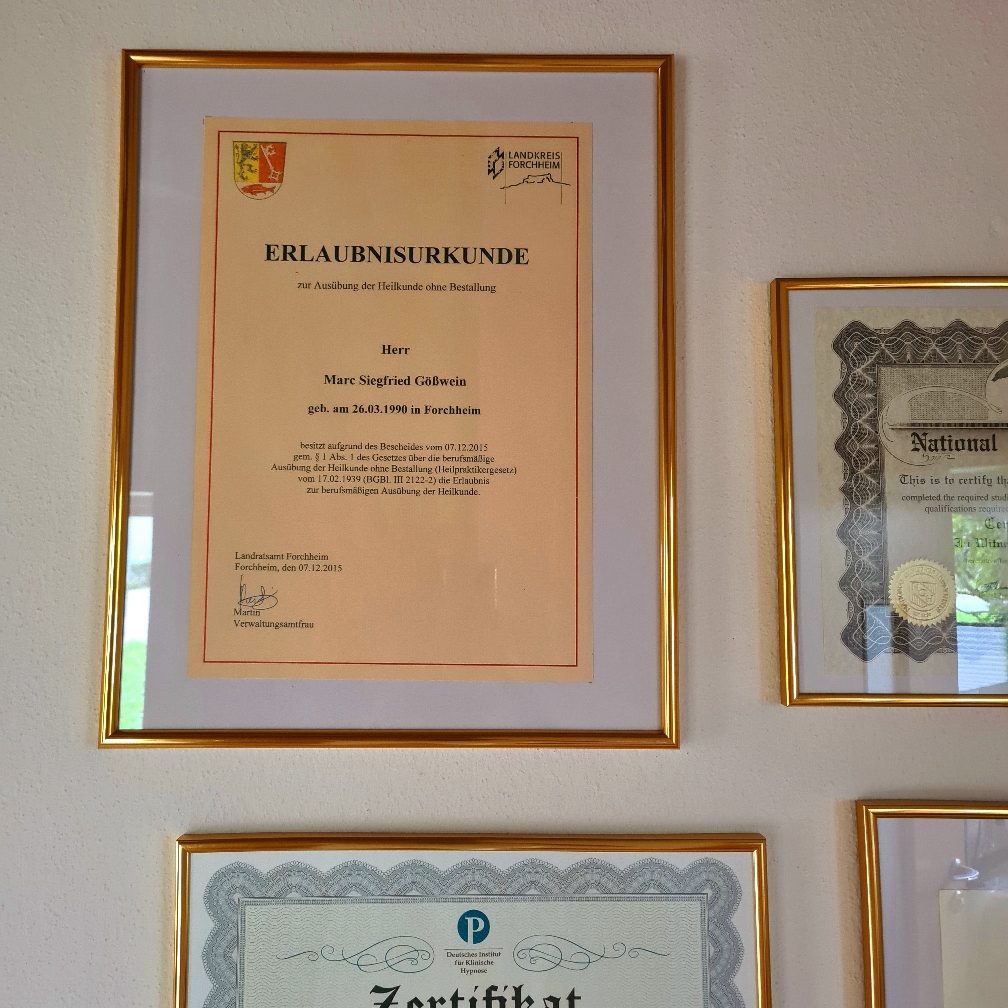 LANDKREIS
FORCHHEIM
ERLAUBNISURKUNDE
zur Ausübung der Heilkunde ohne Bestallung
Herr
Marc Siegfried Gößwein
geb. am 26.03.1990 in Forchheim
besitzt aufgrund des Bescheides vom 07.12.2015
gem. § 1 Abs. 1 des Gesetzes über die berufsmäßige
Ausübung der Heilkunde ohne Bestallung (Heilpraktikergesetz)
vom 17.02.1939 (BGBl. III 2122-2) die Erlaubnis
zur berufsmäßigen Ausübung der Heilkunde.
Landratsamt Forchheim
Forchheim, den 07.12.2015
Martin
Verwaltungsamtfrau
National
This is to certify
completed the required
qualifications
P
Deutsches Institut
für Klinische
Hypnose
Zertifikat